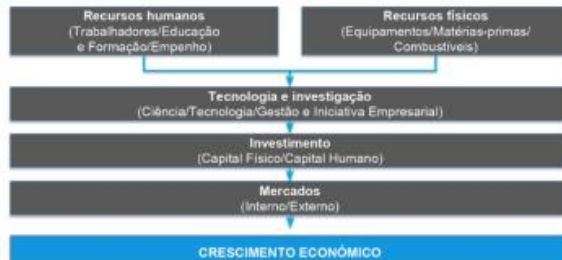 Recursos humanos
(Trabalhadores/Educação
e Formação/Empenho)
Recursos físicos
(Equipamentos/Matérias-primas/
Combustíveis)
Tecnologia e investigação
(Ciência/Tecnologia/Gestão e Iniciativa Empresarial)
Investimento
(Capital Físico/Capital Humano)
Mercados
(Interno/Externo)
CRESCIMENTO ECONÓMICO